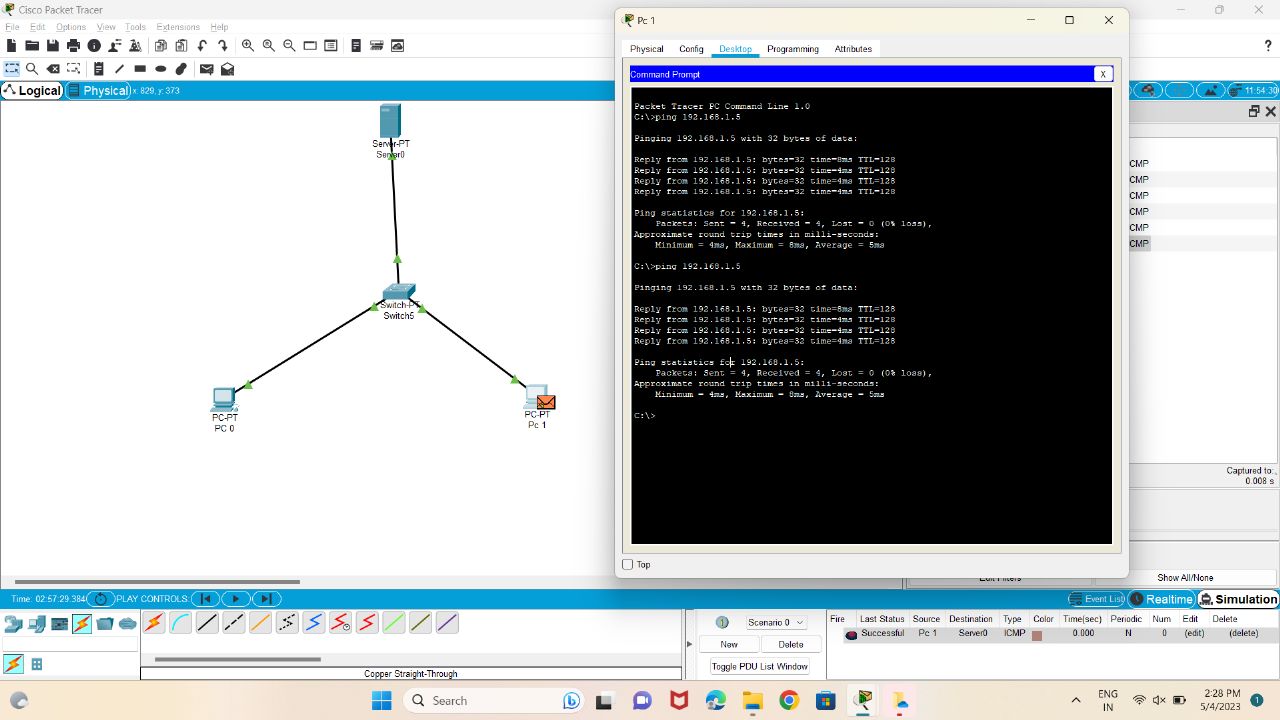 Cisco Packet Tracer
File Edit Options View Tools Extensions Help
Logical Physical x: 829, y: 373
11:54:30
Server-PT
Server0
Switch-PT
Switch5
PC-PT
PC 0
PC-PT
Pc 1
Pc 1
Physical Config Desktop Programming Attributes
Command Prompt X
Packet Tracer PC Command Line 1.0
C:\>ping 192.168.1.5
Pinging 192.168.1.5 with 32 bytes of data:
Reply from 192.168.1.5: bytes=32 time=8ms TTL=128
Reply from 192.168.1.5: bytes=32 time=4ms TTL=128
Reply from 192.168.1.5: bytes=32 time=4ms TTL=128
Reply from 192.168.1.5: bytes=32 time=4ms TTL=128
Ping statistics for 192.168.1.5:
Packets: Sent = 4, Received = 4, Lost = 0 (0% loss),
Approximate round trip times in milli-seconds:
Minimum = 4ms, Maximum = 8ms, Average = 5ms
C:\>ping 192.168.1.5
Pinging 192.168.1.5 with 32 bytes of data:
Reply from 192.168.1.5: bytes=32 time=8ms TTL=128
Reply from 192.168.1.5: bytes=32 time=4ms TTL=128
Reply from 192.168.1.5: bytes=32 time=4ms TTL=128
Reply from 192.168.1.5: bytes=32 time=4ms TTL=128
Ping statistics for 192.168.1.5:
Packets: Sent = 4, Received = 4, Lost = 0 (0% loss),
Approximate round trip times in milli-seconds:
Minimum = 4ms, Maximum = 8ms, Average = 5ms
C:\>
Top
CMP
CMP
CMP
CMP
CMP
CMP
Captured to:
0.008 s
Edit Filters Show All/None
Time: 02:57:29.384 PLAY CONTROLS:
Event List Realtime Simulation
Copper Straight-Through
Scenario 0
New Delete
Toggle PDU List Window
Fire Last Status Source Destination Type Color Time(sec) Periodic Num Edit Delete
Successful Pc 1 Server0 ICMP 0.000 N 0 (edit) (delete)
Search
ENG
IN
2:28 PM
5/4/2023
1